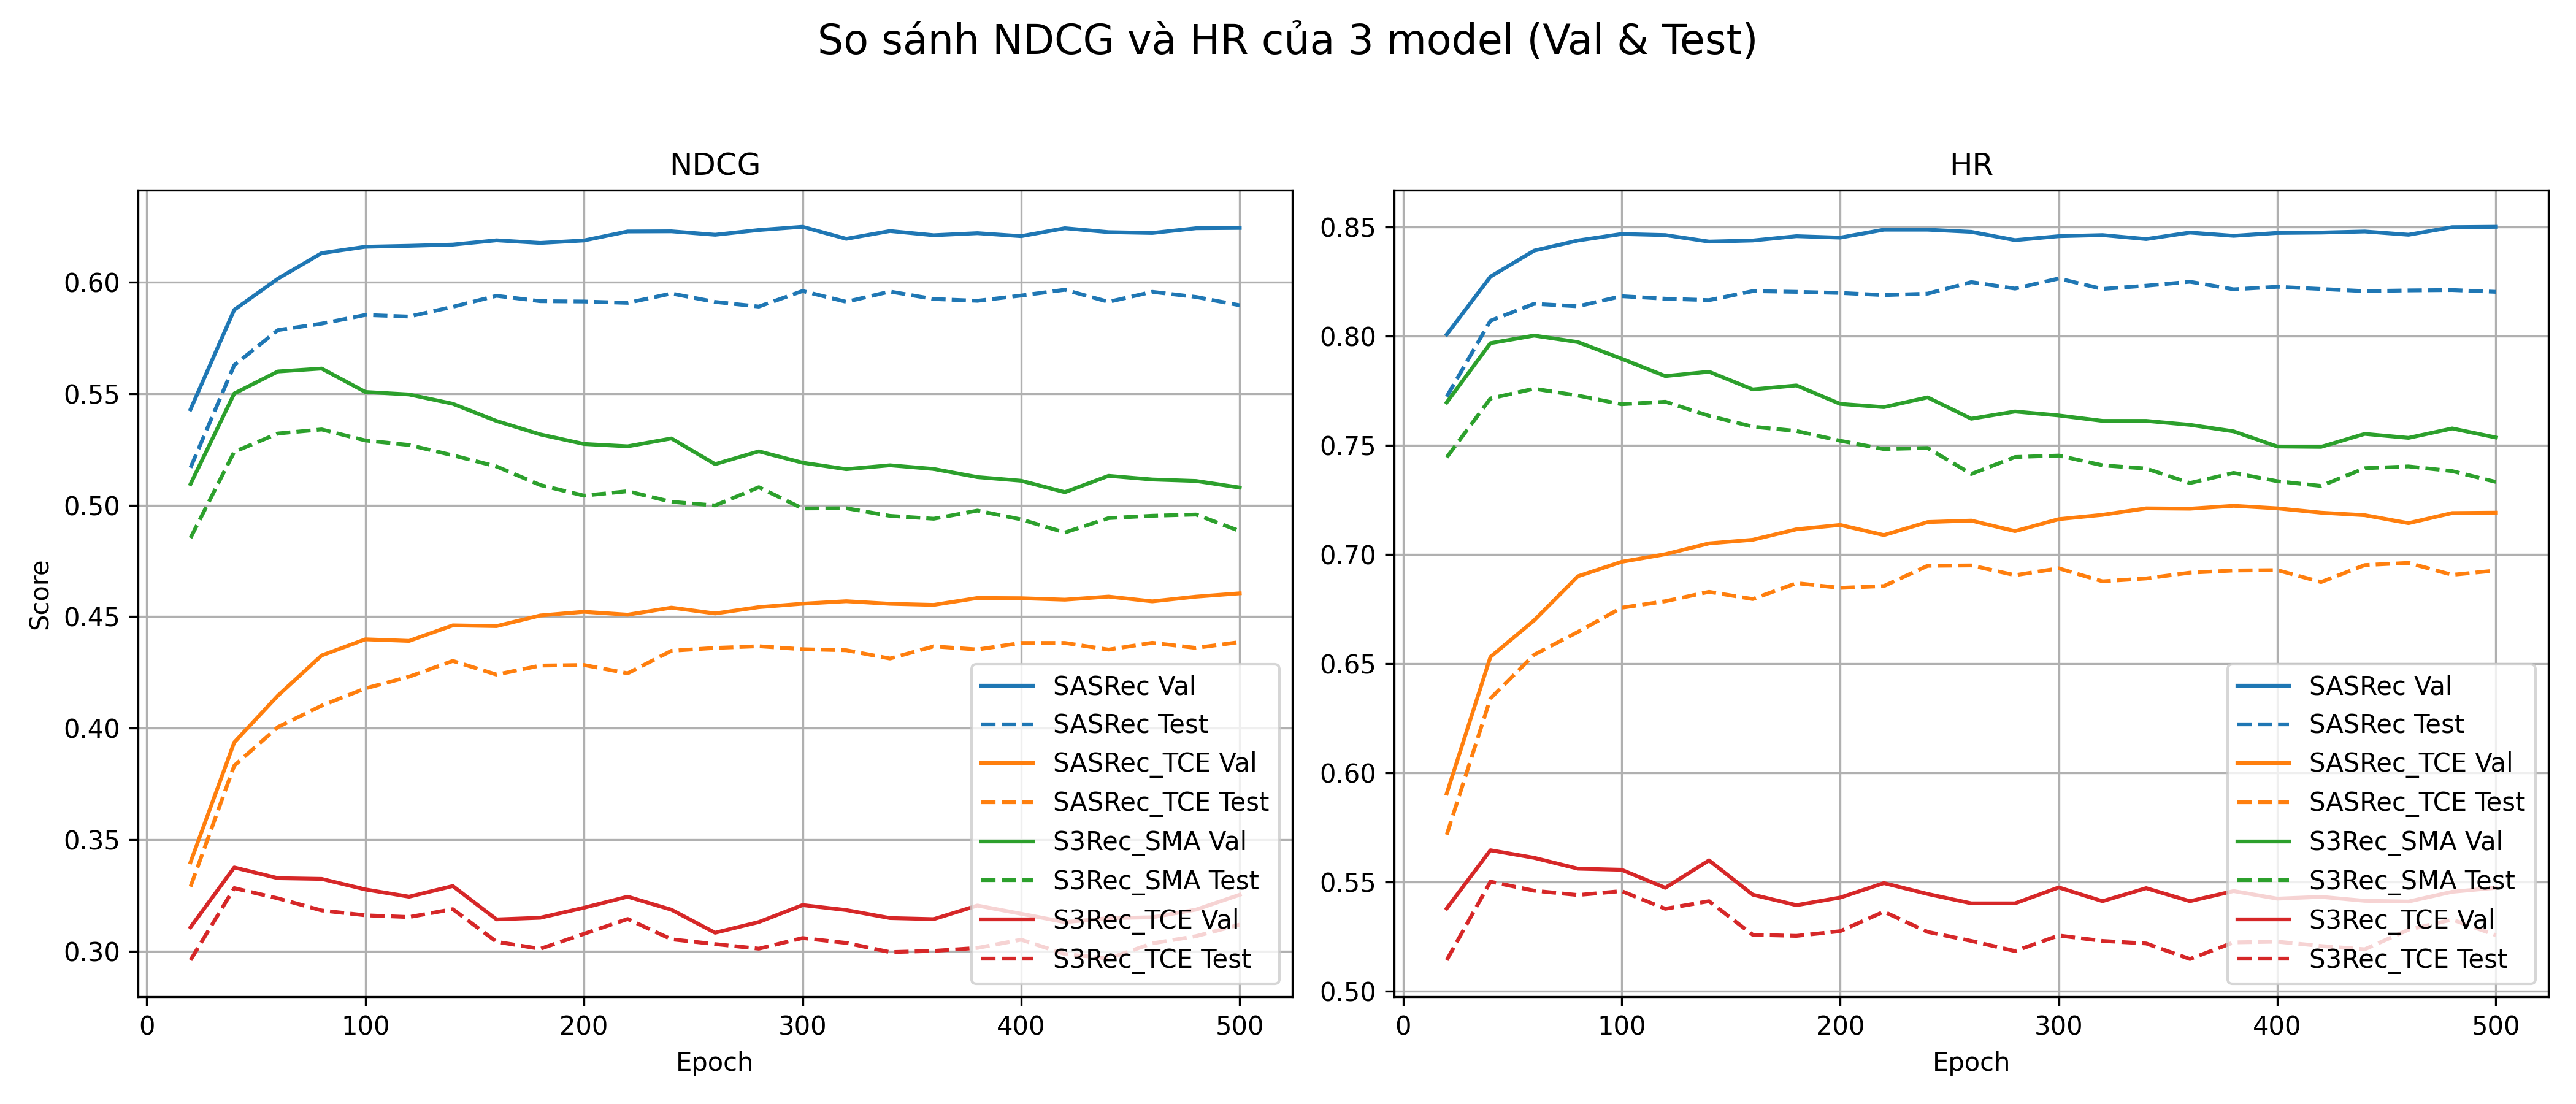 So sánh NDCG và HR của 3 model (Val & Test)
NDCG
Score
0.60
0.55
0.50
0.45
0.40
0.35
0.30
0
100
200
300
400
500
Epoch
SASRec Val
SASRec Test
SASRec_TCE Val
SASRec_TCE Test
S3Rec_SMA Val
S3Rec_SMA Test
S3Rec_TCE Val
S3Rec_TCE Test
HR
0.85
0.80
0.75
0.70
0.65
0.60
0.55
0.50
0
100
200
300
400
500
Epoch
SASRec Val
SASRec Test
SASRec_TCE Val
SASRec_TCE Test
S3Rec_SMA Val
S3Rec_SMA Test
S3Rec_TCE Val
S3Rec_TCE Test